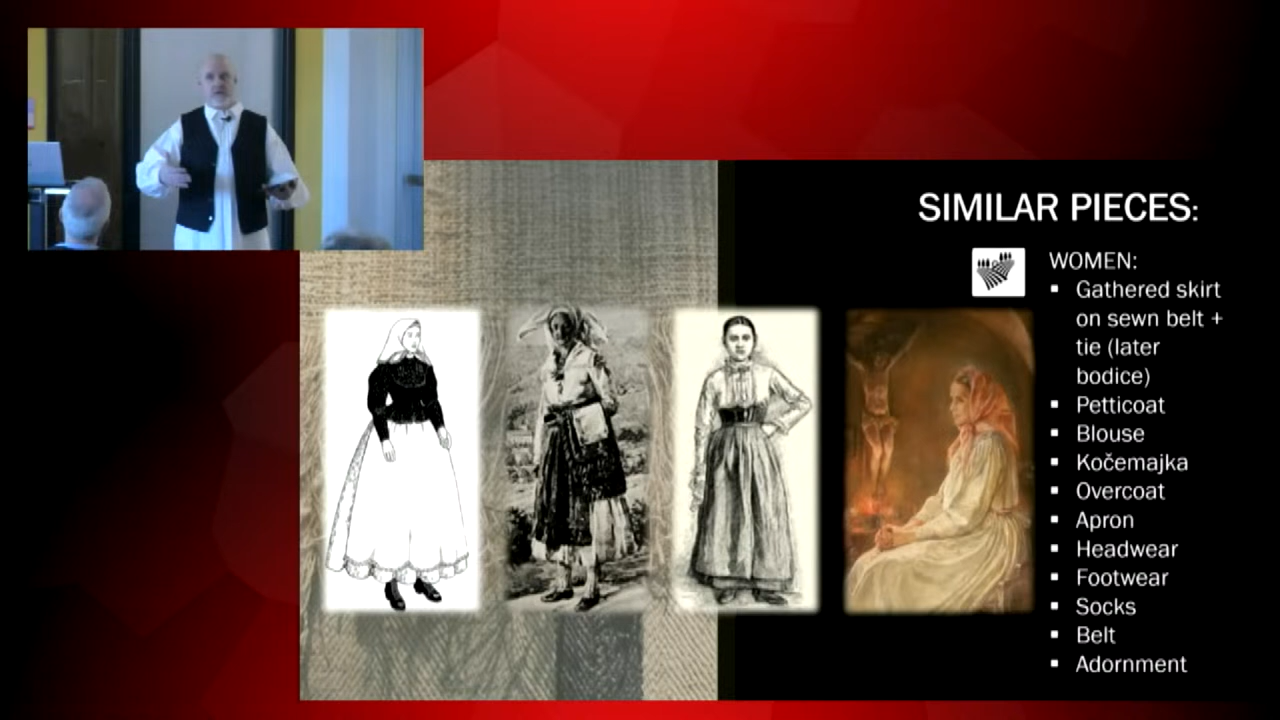 SIMILAR PIECES:
WOMEN:
▪ Gathered skirt
on sewn belt +
tie (later
bodice)
▪ Petticoat
▪ Blouse
▪ Kočemajka
▪ Overcoat
▪ Apron
▪ Headwear
▪ Footwear
▪ Socks
▪ Belt
▪ Adornment